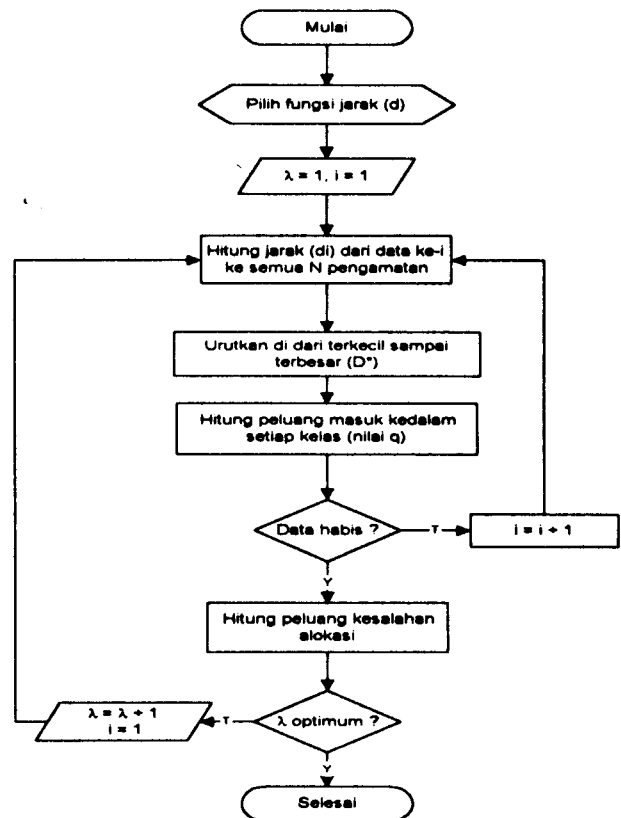 Mulai
Pilih fungsi jarak (d)
λ = 1, i = 1
Hitung jarak (di) dari data ke-i
ke semua N pengamatan
Urutkan di dari terkecil sampai
terbesar (D*)
Hitung peluang masuk kedalam
setiap kelas (nilai q)
Data habis ?
T
i = i + 1
Y
Hitung peluang kesalahan
alokasi
λ = λ + 1
i = 1
T
λ optimum ?
Y
Selesai